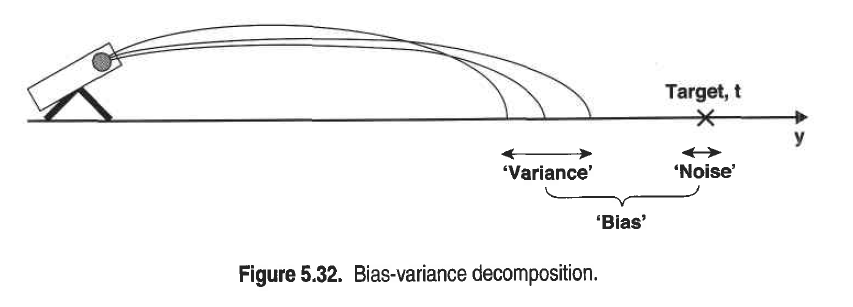 Target, t
y
‘Variance’
‘Noise’
‘Bias’
Figure 5.32. Bias-variance decomposition.